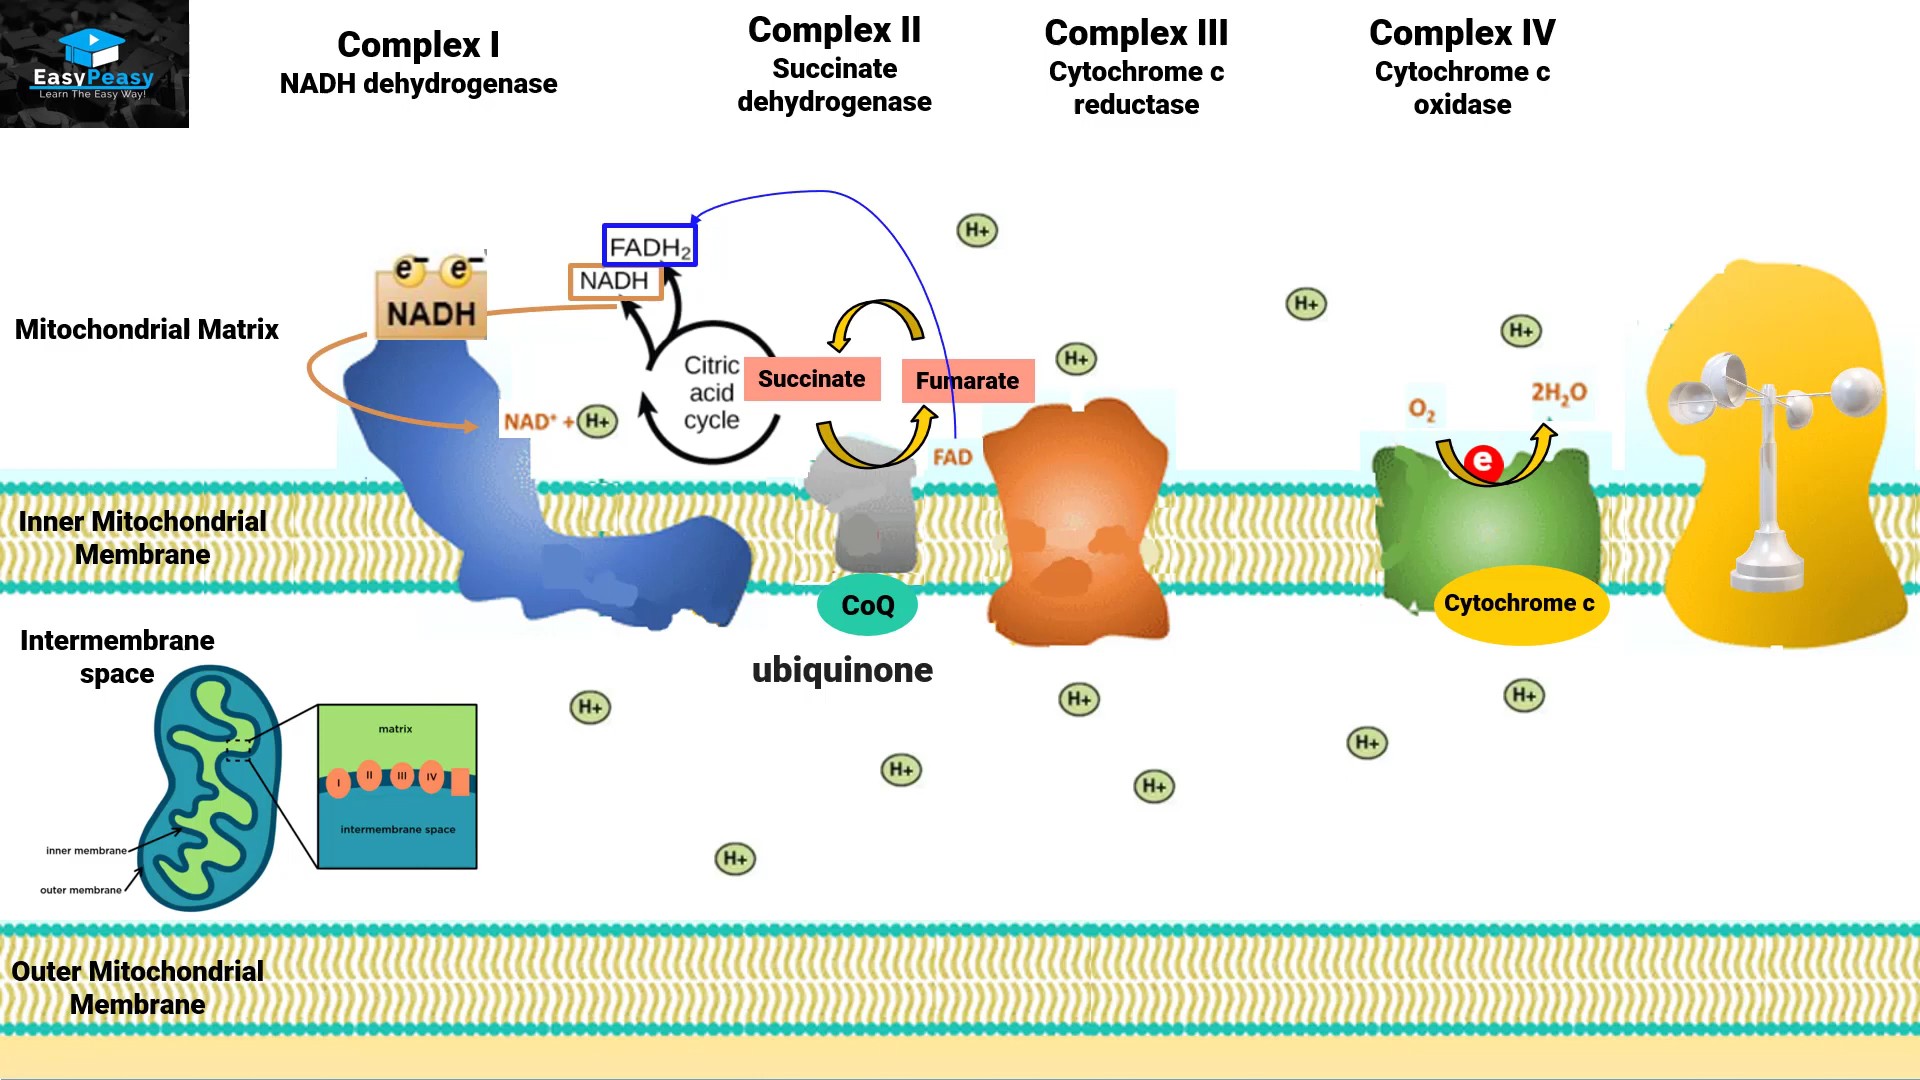 EasyPeasy
Learn The Easy Way!
Complex I
NADH dehydrogenase
Complex II
Succinate
dehydrogenase
Complex III
Cytochrome c
reductase
Complex IV
Cytochrome c
oxidase
H+
FADH₂
NADH
e⁻ e⁻
NADH
H+
H+
Mitochondrial Matrix
H+
Citric
acid
cycle
Succinate
Fumarate
O₂
2H₂O
NAD⁺ + H+
FAD
e
Inner Mitochondrial
Membrane
CoQ
Cytochrome c
ubiquinone
Intermembrane
space
H+
H+
H+
H+
H+
H+
H+
matrix
I
II
III
IV
intermembrane space
inner membrane
outer membrane
Outer Mitochondrial
Membrane